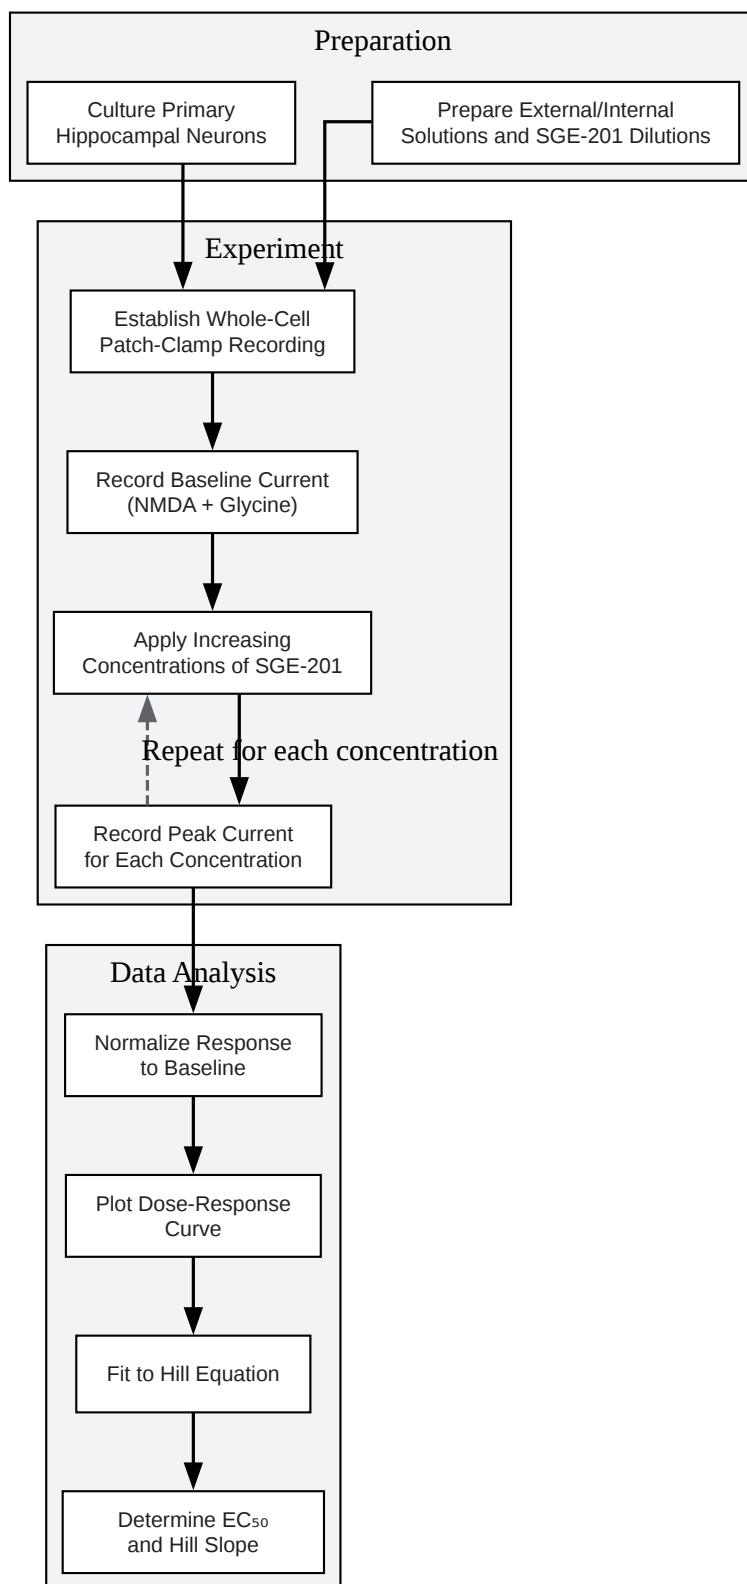 Preparation
Culture Primary
Hippocampal Neurons
Prepare External/Internal
Solutions and SGE-201 Dilutions
Experiment
Establish Whole-Cell
Patch-Clamp Recording
Record Baseline Current
(NMDA + Glycine)
Apply Increasing
Concentrations of SGE-201
Repeat for each concentration
Record Peak Current
for Each Concentration
Data Analysis
Normalize Response
to Baseline
Plot Dose-Response
Curve
Fit to Hill Equation
Determine EC₅₀
and Hill Slope